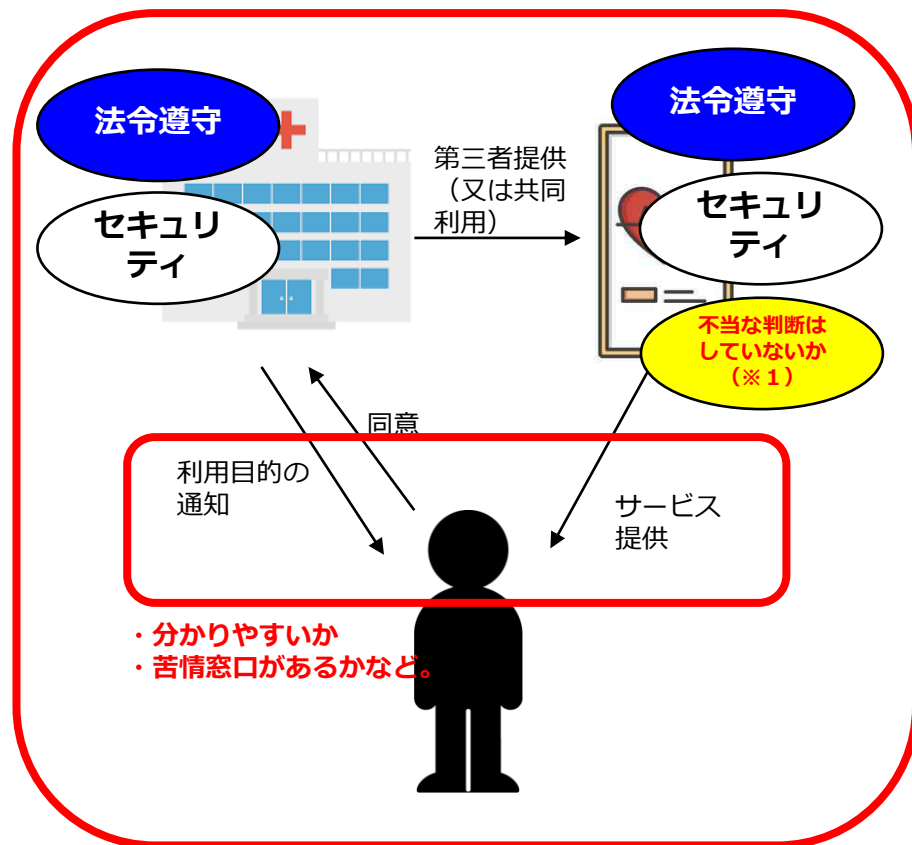 法令遵守
セキュリ
ティ
第三者提供
（又は共同
利用）
法令遵守
セキュリ
ティ
不当な判断は
していないか
（※１）
同意
利用目的の
通知
サービス
提供
・分かりやすいか
・苦情窓口があるかなど。